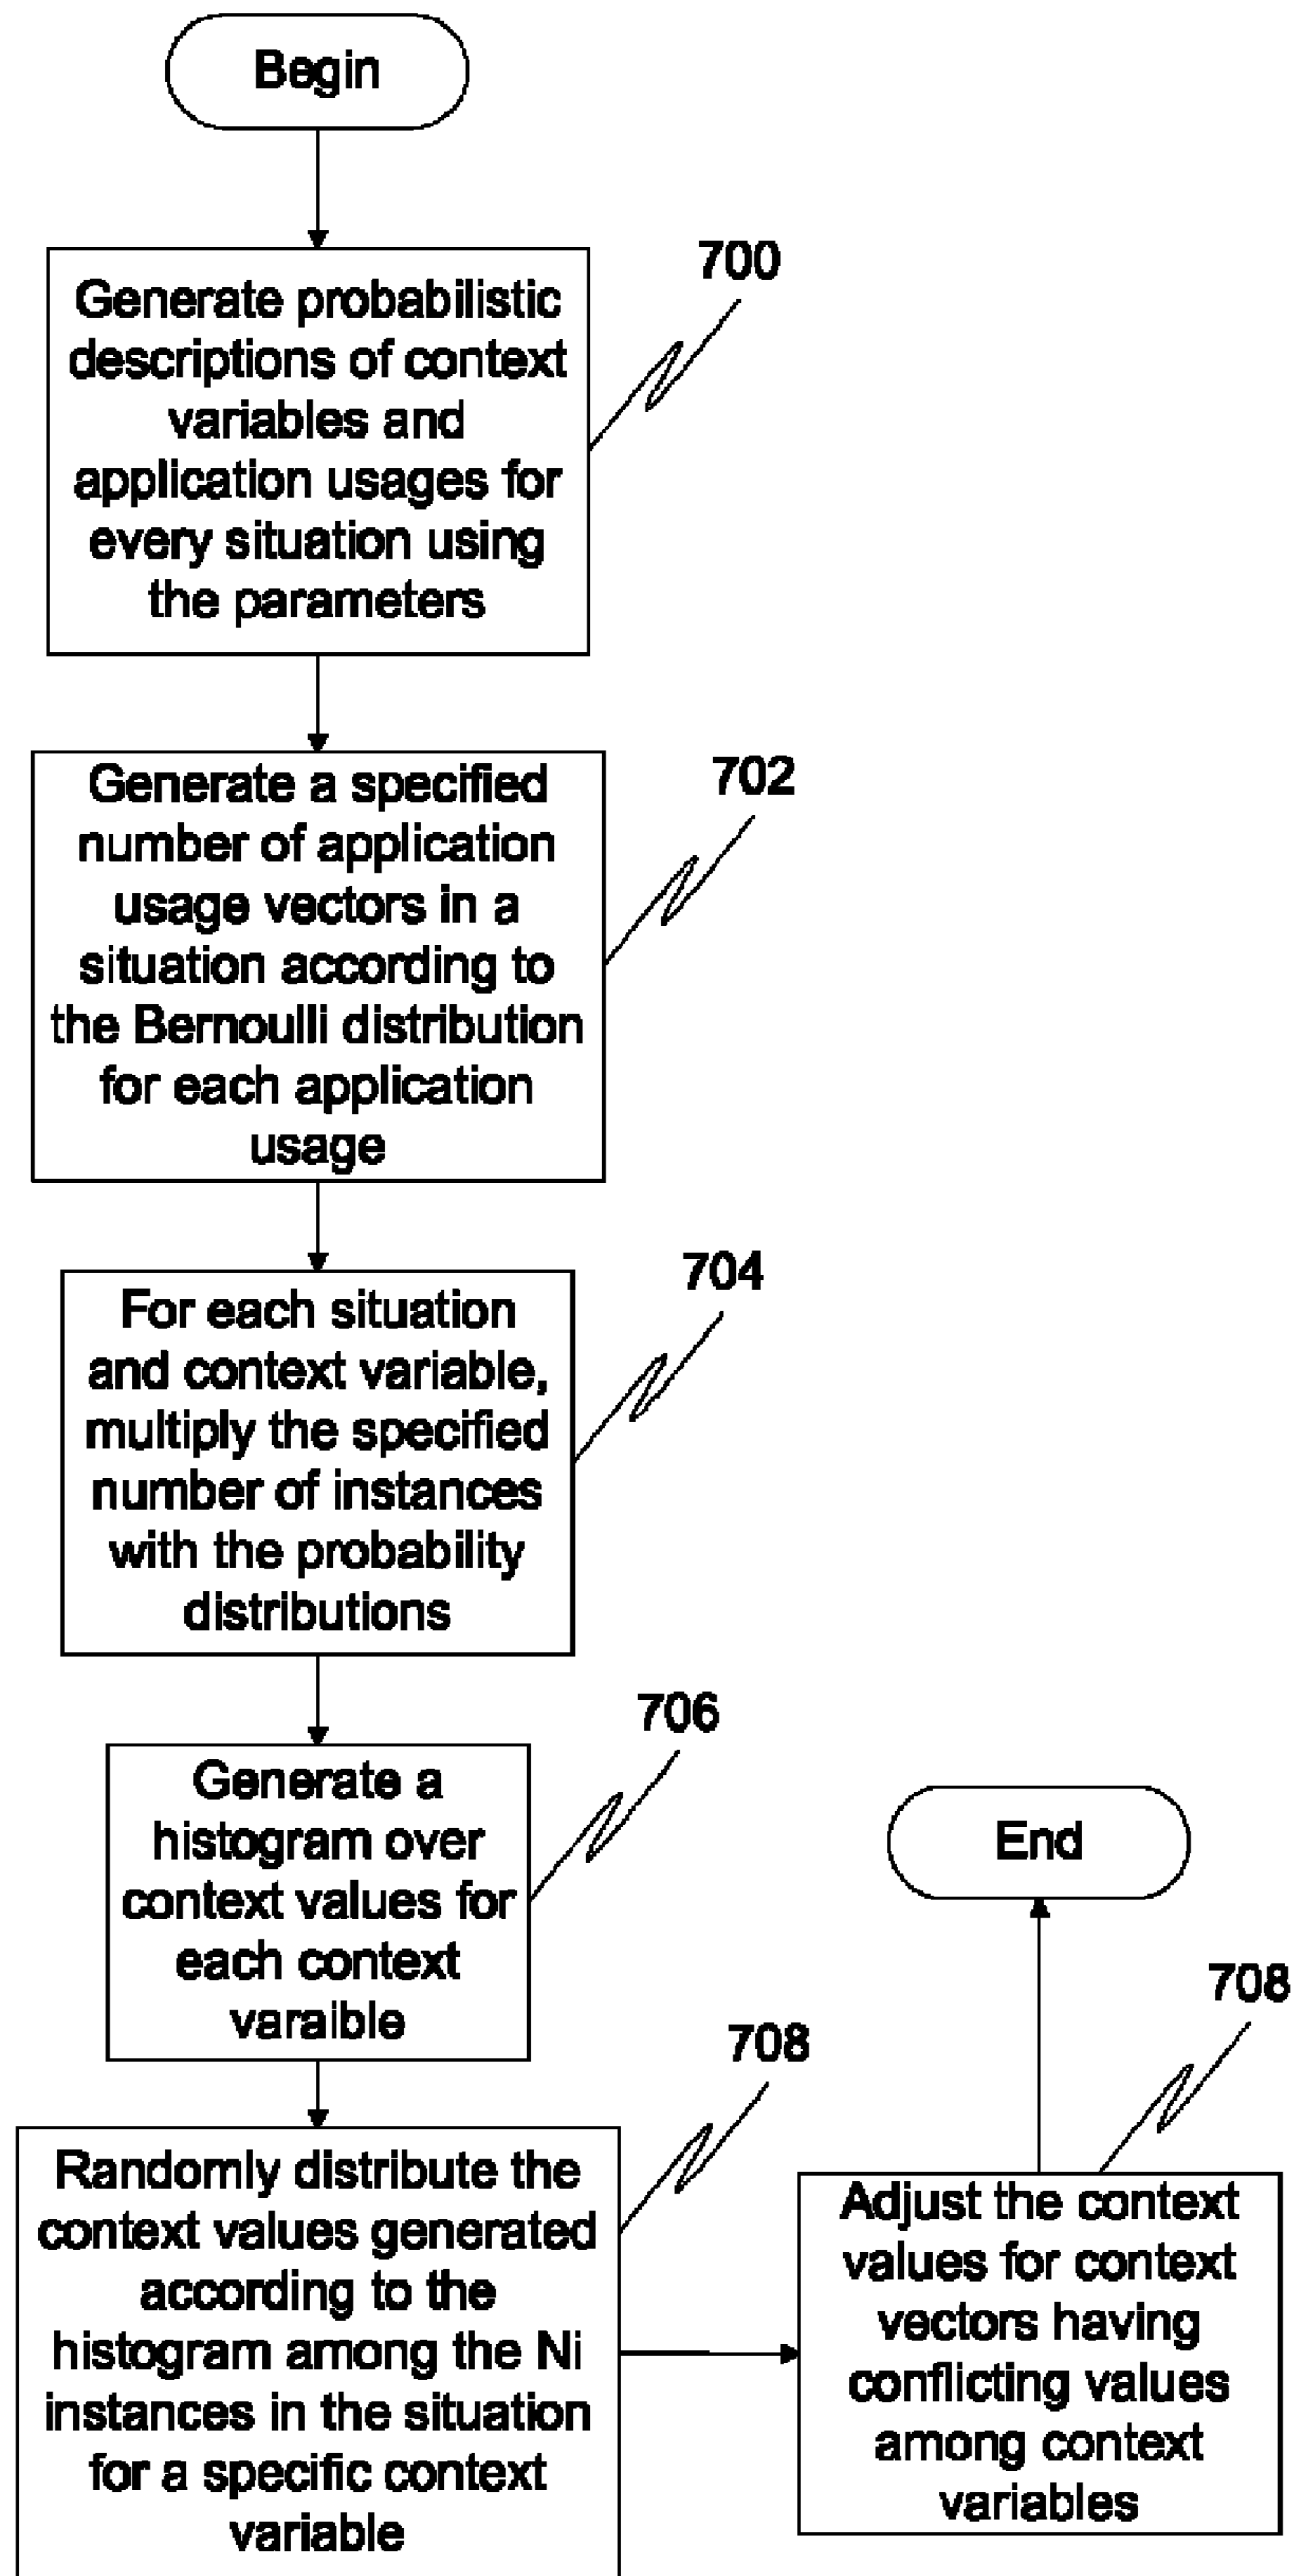 Begin
700
Generate probabilistic
descriptions of context
variables and
application usages for
every situation using
the parameters
702
Generate a specified
number of application
usage vectors in a
situation according to
the Bernoulli distribution
for each application
usage
704
For each situation
and context variable,
multiply the specified
number of instances
with the probability
distributions
706
Generate a
histogram over
context values for
each context
varaible
708
Randomly distribute the
context values generated
according to the
histogram among the Ni
instances in the situation
for a specific context
variable
708
Adjust the context
values for context
vectors having
conflicting values
among context
variables
End